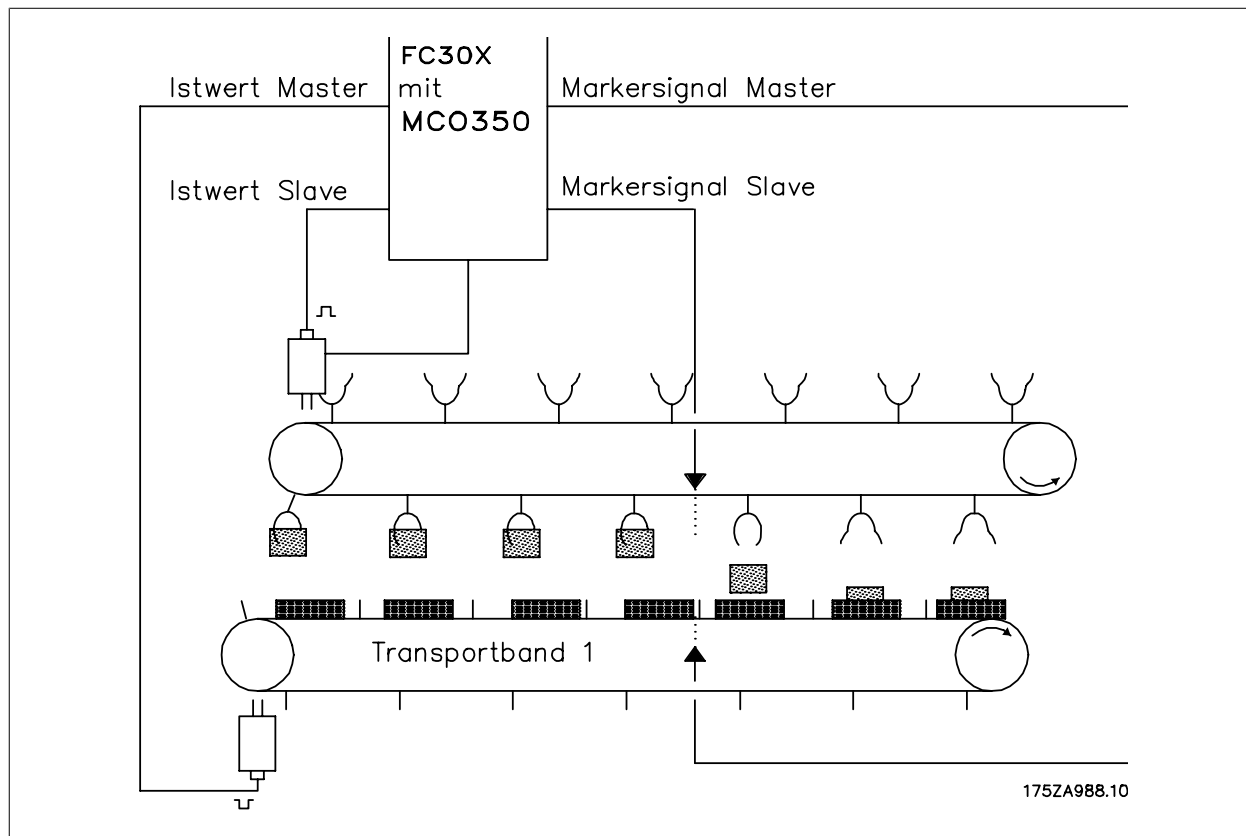 FC30X
mit
MCO350
Istwert Master
Markersignal Master
Istwert Slave
Markersignal Slave
Transportband 1
175ZA988.10